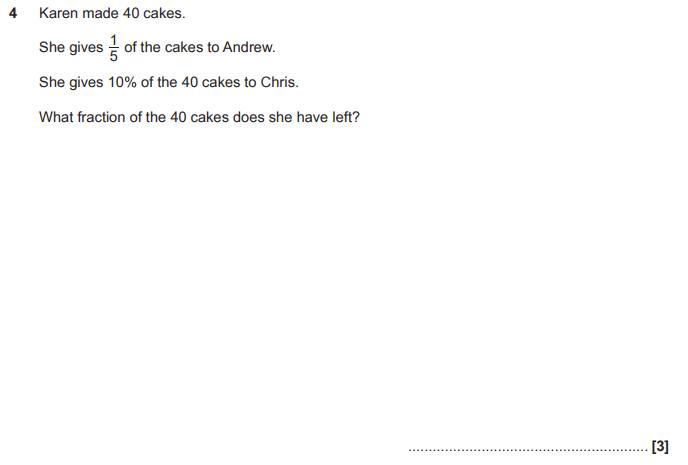 4 Karen made 40 cakes.
She gives 1/5 of the cakes to Andrew.
She gives 10% of the 40 cakes to Chris.
What fraction of the 40 cakes does she have left?
............................................................ [3]